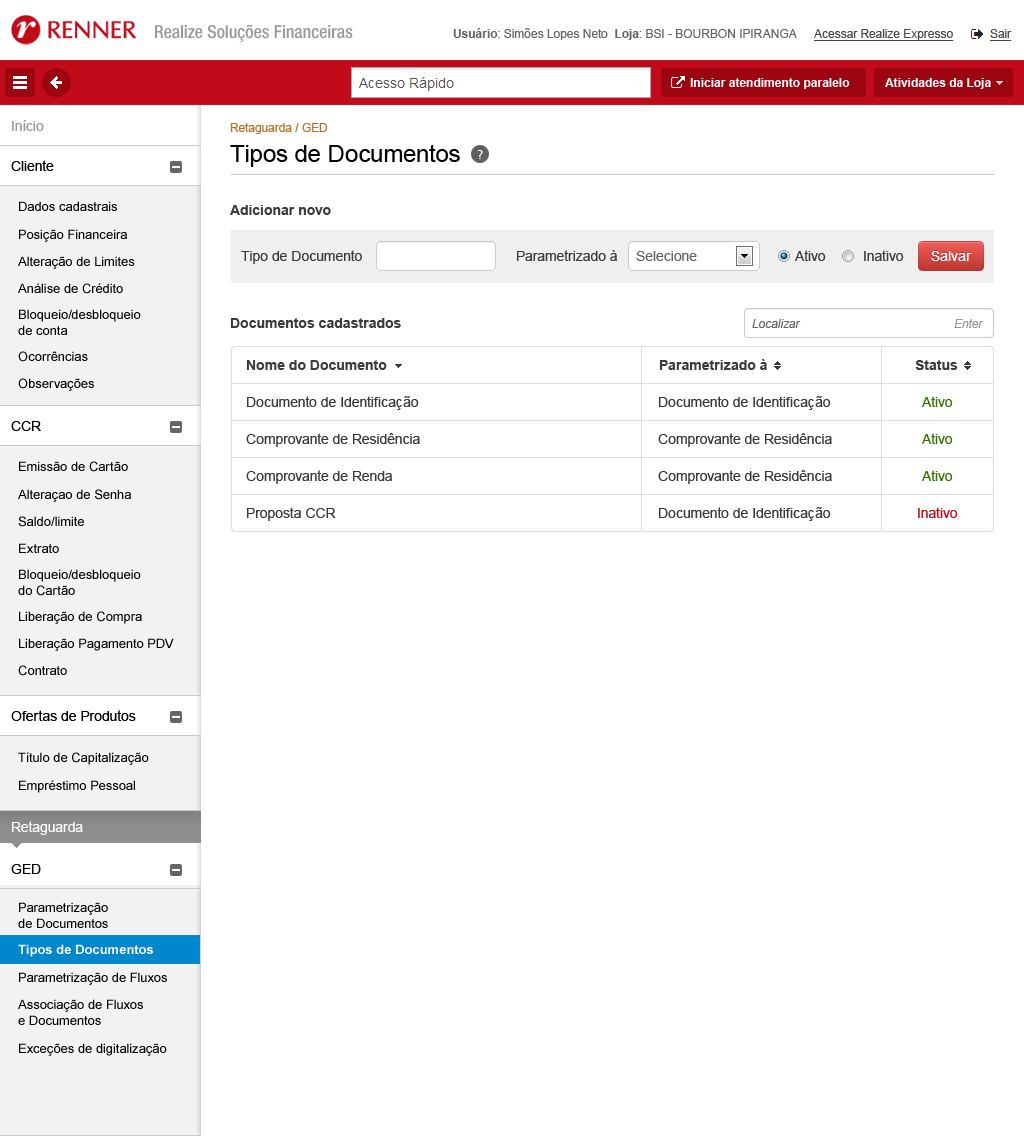 RENNER Realize Soluções Financeiras
Usuário: Simões Lopes Neto Loja: BSI - BOURBON IPIRANGA Acessar Realize Expresso Sair
Acesso Rápido Iniciar atendimento paralelo Atividades da Loja
Início
Cliente
Dados cadastrais
Posição Financeira
Alteração de Limites
Análise de Crédito
Bloqueio/desbloqueio
de conta
Ocorrências
Observações
CCR
Emissão de Cartão
Alteraçao de Senha
Saldo/limite
Extrato
Bloqueio/desbloqueio
do Cartão
Liberação de Compra
Liberação Pagamento PDV
Contrato
Ofertas de Produtos
Título de Capitalização
Empréstimo Pessoal
Retaguarda
GED
Parametrização
de Documentos
Tipos de Documentos
Parametrização de Fluxos
Associação de Fluxos
e Documentos
Exceções de digitalização
Retaguarda / GED
Tipos de Documentos ?
Adicionar novo
Tipo de Documento Parametrizado à Selecione Ativo Inativo Salvar
Documentos cadastrados Localizar Enter
Nome do Documento Parametrizado à Status
Documento de Identificação Documento de Identificação Ativo
Comprovante de Residência Comprovante de Residência Ativo
Comprovante de Renda Comprovante de Residência Ativo
Proposta CCR Documento de Identificação Inativo